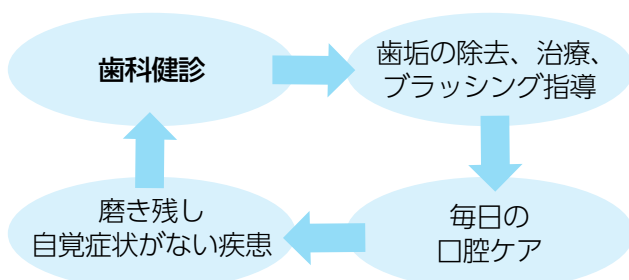 歯科健診
歯垢の除去、治療、
ブラッシング指導
毎日の
口腔ケア
磨き残し
自覚症状がない疾患